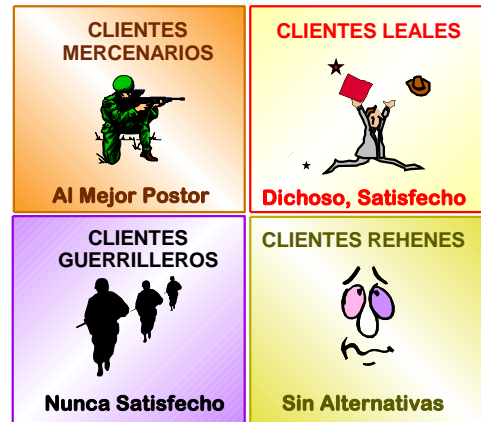 CLIENTES
MERCENARIOS
Al Mejor Postor
CLIENTES LEALES
Dichoso, Satisfecho
CLIENTES
GUERRILLEROS
Nunca Satisfecho
CLIENTES REHENES
Sin Alternativas